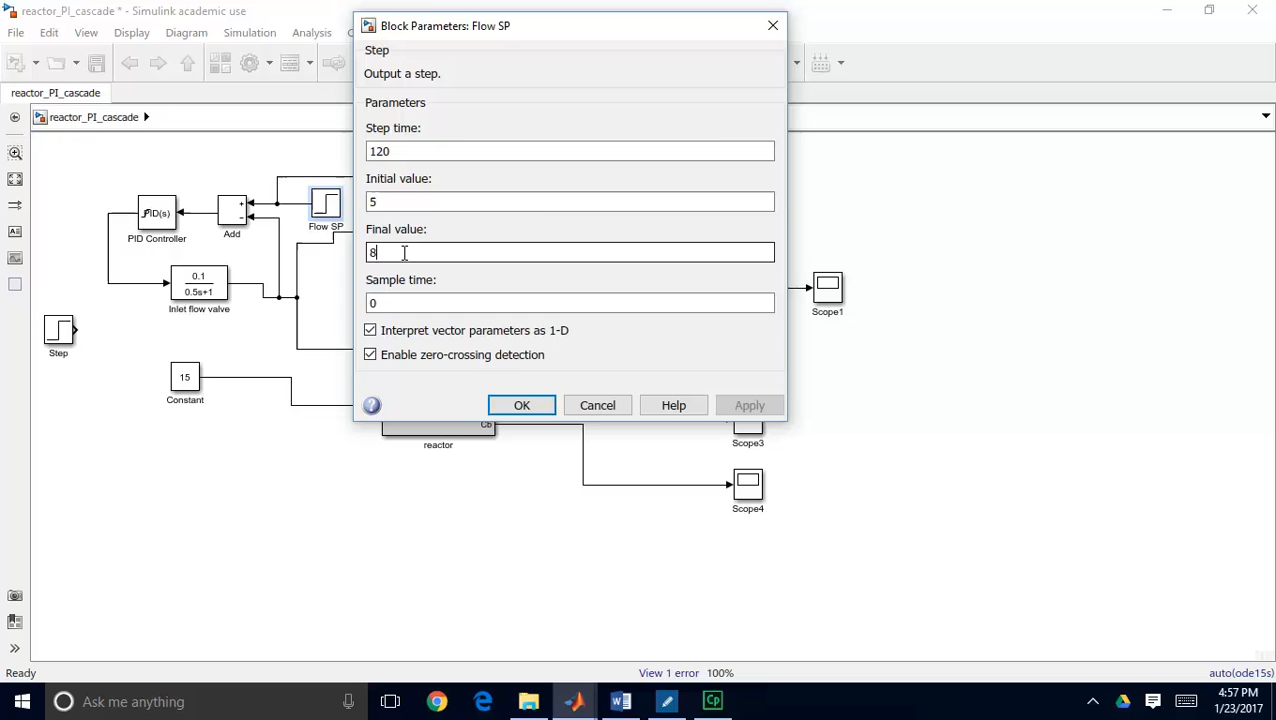 reactor_PI_cascade * - Simulink academic use
File Edit View Display Diagram Simulation Analysis
reactor_PI_cascade
reactor_PI_cascade
Block Parameters: Flow SP
Step
Output a step.
Parameters
Step time:
120
Initial value:
5
Final value:
8
Sample time:
0
Interpret vector parameters as 1-D
Enable zero-crossing detection
OK Cancel Help Apply
PID(s)
PID Controller
+
−
Add
Flow SP
0.1
0.5s+1
Inlet flow valve
Step
15
Constant
Cb
reactor
Scope1
Scope3
Scope4
Ready View 1 error 100% auto(ode15s)
Ask me anything
4:57 PM
1/23/2017